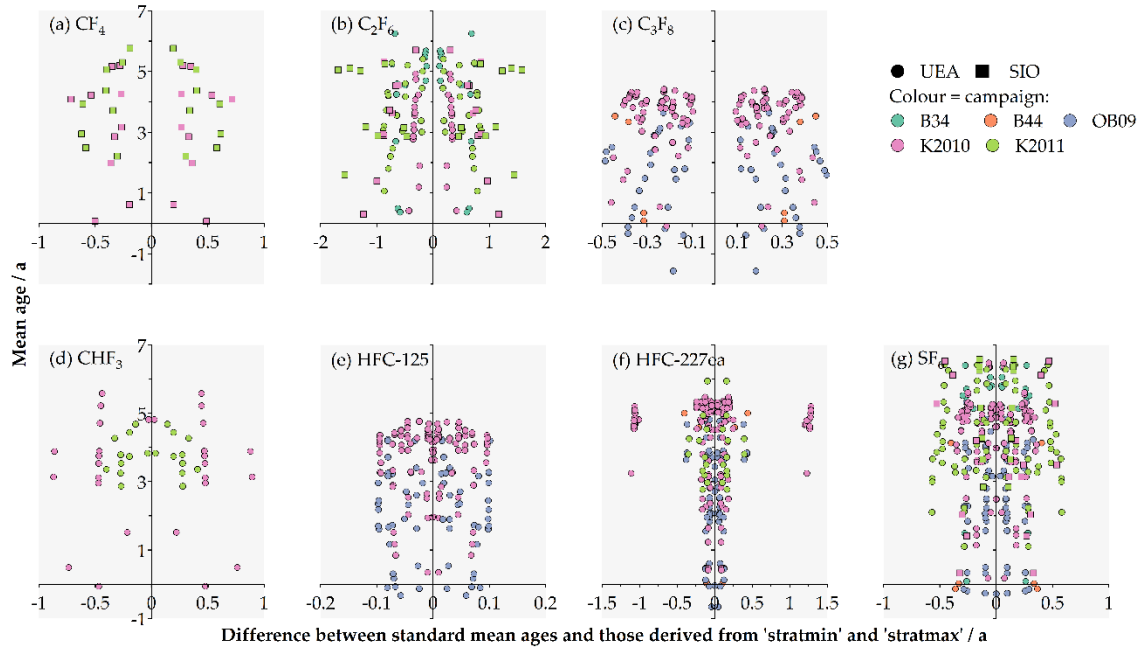 (a) CF4
(b) C2F6
(c) C3F8
7
5
3
1
-1
-1 -0.5 0 0.5 1
-2 -1 0 1 2
-0.5 -0.3 -0.1 0.1 0.3 0.5
UEA SIO
Colour = campaign:
B34 B44 OB09
K2010 K2011
Mean age / a
(d) CHF3
(e) HFC-125
(f) HFC-227ea
(g) SF
7
5
3
1
-1
-1 -0.5 0 0.5 1
-0.2 -0.1 0 0.1 0.2
-1.5 -1 -0.5 0 0.5 1 1.5
-1 -0.5 0 0.5 1
Difference between standard mean ages and those derived from 'stratmin' and 'stratmax' / a